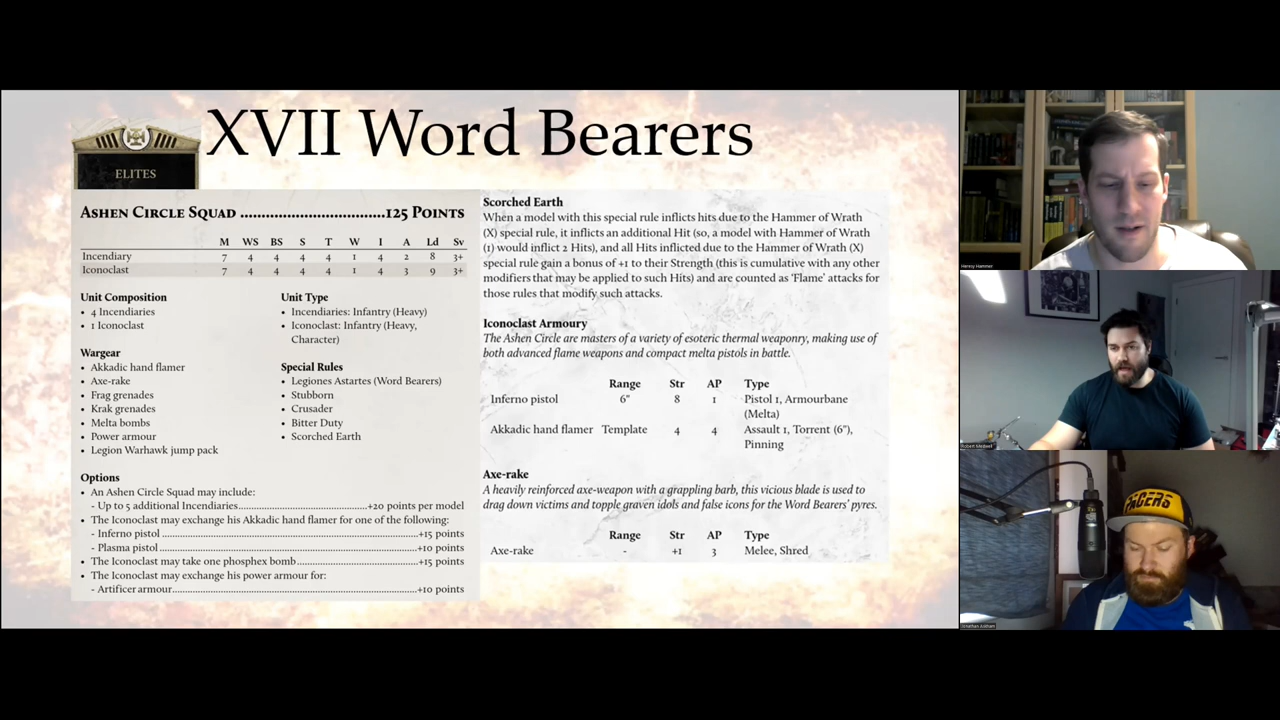 XVII Word Bearers
ELITES
Ashen Circle Squad ..................................125 Points
M WS BS S T W I A Ld Sv
Incendiary 7 4 4 4 4 1 4 2 8 3+
Iconoclast 7 4 4 4 4 1 4 3 9 3+
Unit Composition
• 4 Incendiaries
• 1 Iconoclast
Wargear
• Akkadic hand flamer
• Axe-rake
• Frag grenades
• Krak grenades
• Melta bombs
• Power armour
• Legion Warhawk jump pack
Unit Type
• Incendiaries: Infantry (Heavy)
• Iconoclast: Infantry (Heavy,
Character)
Special Rules
• Legiones Astartes (Word Bearers)
• Stubborn
• Crusader
• Bitter Duty
• Scorched Earth
Options
• An Ashen Circle Squad may include:
- Up to 5 additional Incendiaries..........................................+20 points per model
• The Iconoclast may exchange his Akkadic hand flamer for one of the following:
- Inferno pistol ..................................................................................+15 points
- Plasma pistol ..................................................................................+10 points
• The Iconoclast may take one phosphex bomb.......................................+15 points
• The Iconoclast may exchange his power armour for:
- Artificer armour..............................................................................+10 points
Scorched Earth
When a model with this special rule inflicts hits due to the Hammer of Wrath
(X) special rule, it inflicts an additional Hit (so, a model with Hammer of Wrath
(1) would inflict 2 Hits), and all Hits inflicted due to the Hammer of Wrath (X)
special rule gain a bonus of +1 to their Strength (this is cumulative with any other
modifiers that may be applied to such Hits) and are counted as 'Flame' attacks for
those rules that modify such attacks.
Iconoclast Armoury
The Ashen Circle are masters of a variety of esoteric thermal weaponry, making use of
both advanced flame weapons and compact melta pistols in battle.
Range Str AP Type
Inferno pistol 6" 8 1 Pistol 1, Armourbane
(Melta)
Akkadic hand flamer Template 4 4 Assault 1, Torrent (6"),
Pinning
Axe-rake
A heavily reinforced axe-weapon with a grappling barb, this vicious blade is used to
drag down victims and topple graven idols and false icons for the Word Bearers' pyres.
Range Str AP Type
Axe-rake - +1 3 Melee, Shred
Henny Hammer